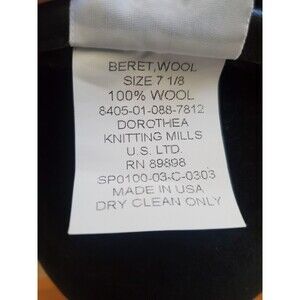 BERET, WOOL
SIZE 7 1/8
100% WOOL
8405-01-088-7812
DOROTHEA
KNITTING MILLS
U.S. LTD.
RN 89898
SP0100-03-C-0303
MADE IN USA
DRY CLEAN ONLY